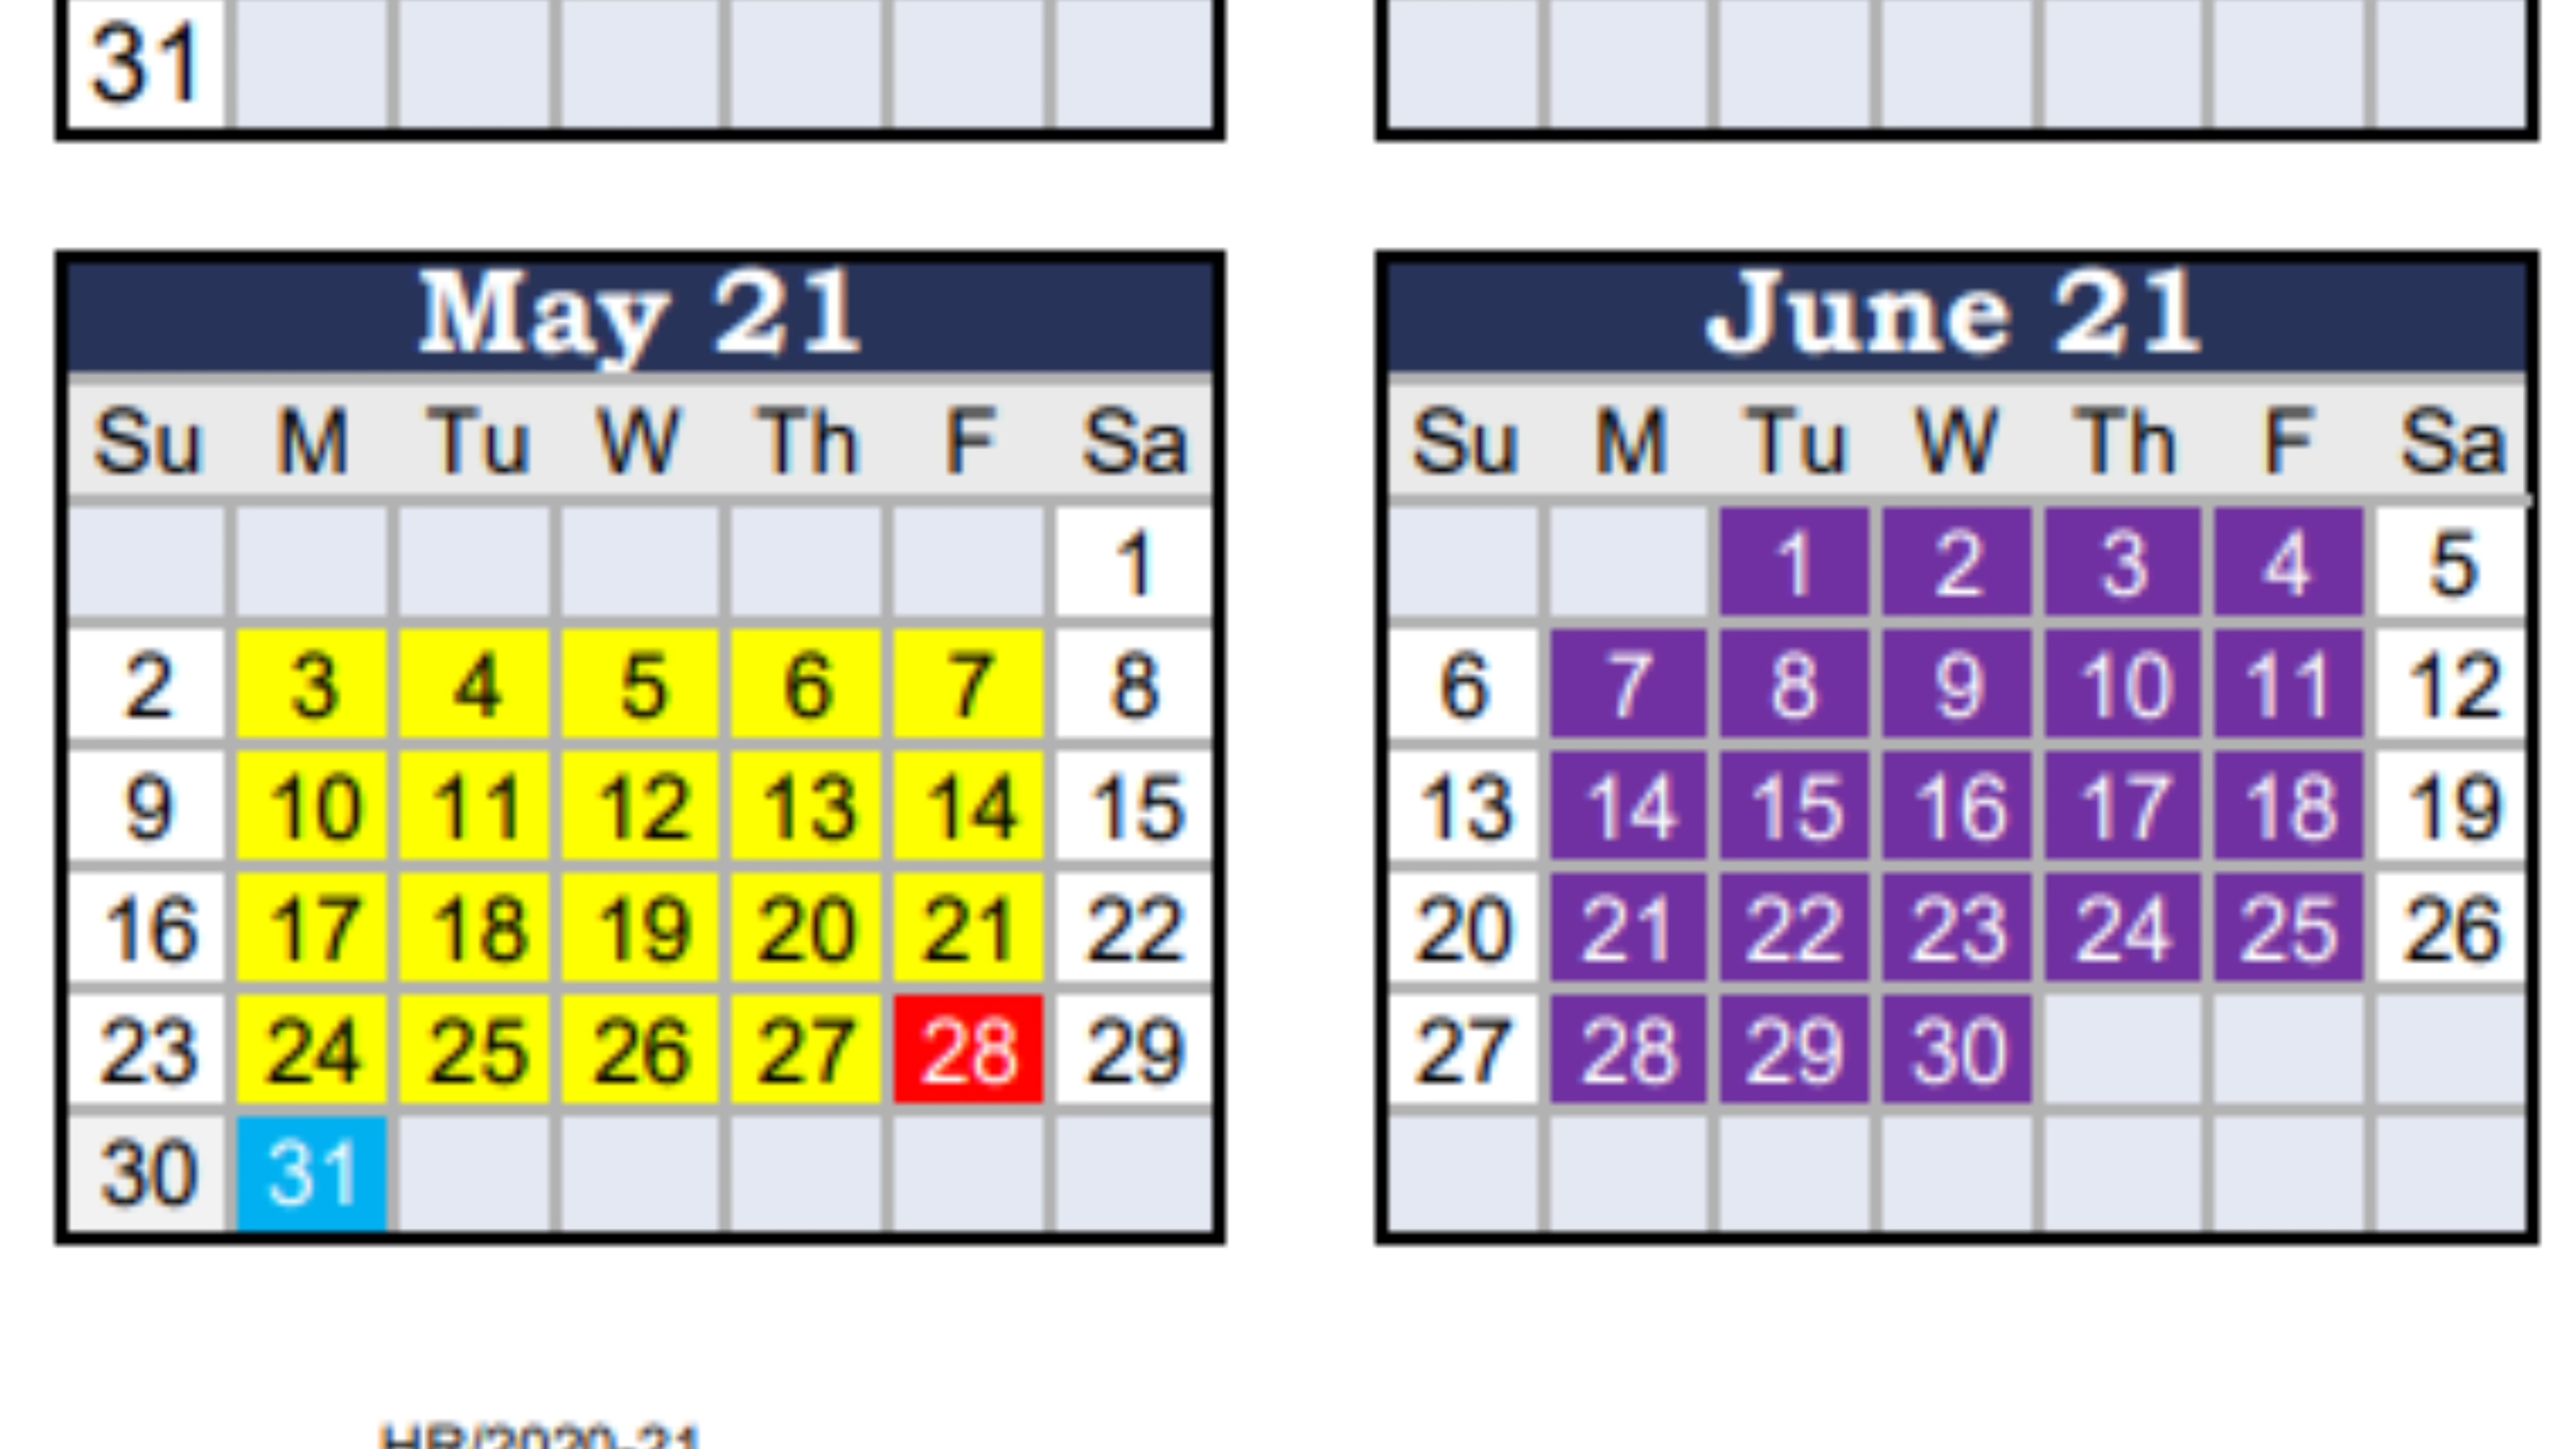 31
May 21
Su M Tu W Th F Sa
1
2 3 4 5 6 7 8
9 10 11 12 13 14 15
16 17 18 19 20 21 22
23 24 25 26 27 28 29
30 31
June 21
Su M Tu W Th F Sa
1 2 3 4 5
6 7 8 9 10 11 12
13 14 15 16 17 18 19
20 21 22 23 24 25 26
27 28 29 30
HR/2020-21